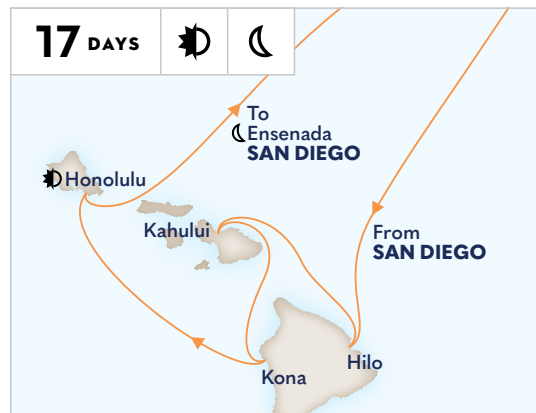 17 DAYS
To
Ensenada
SAN DIEGO
Honolulu
Kahului
From
SAN DIEGO
Hilo
Kona